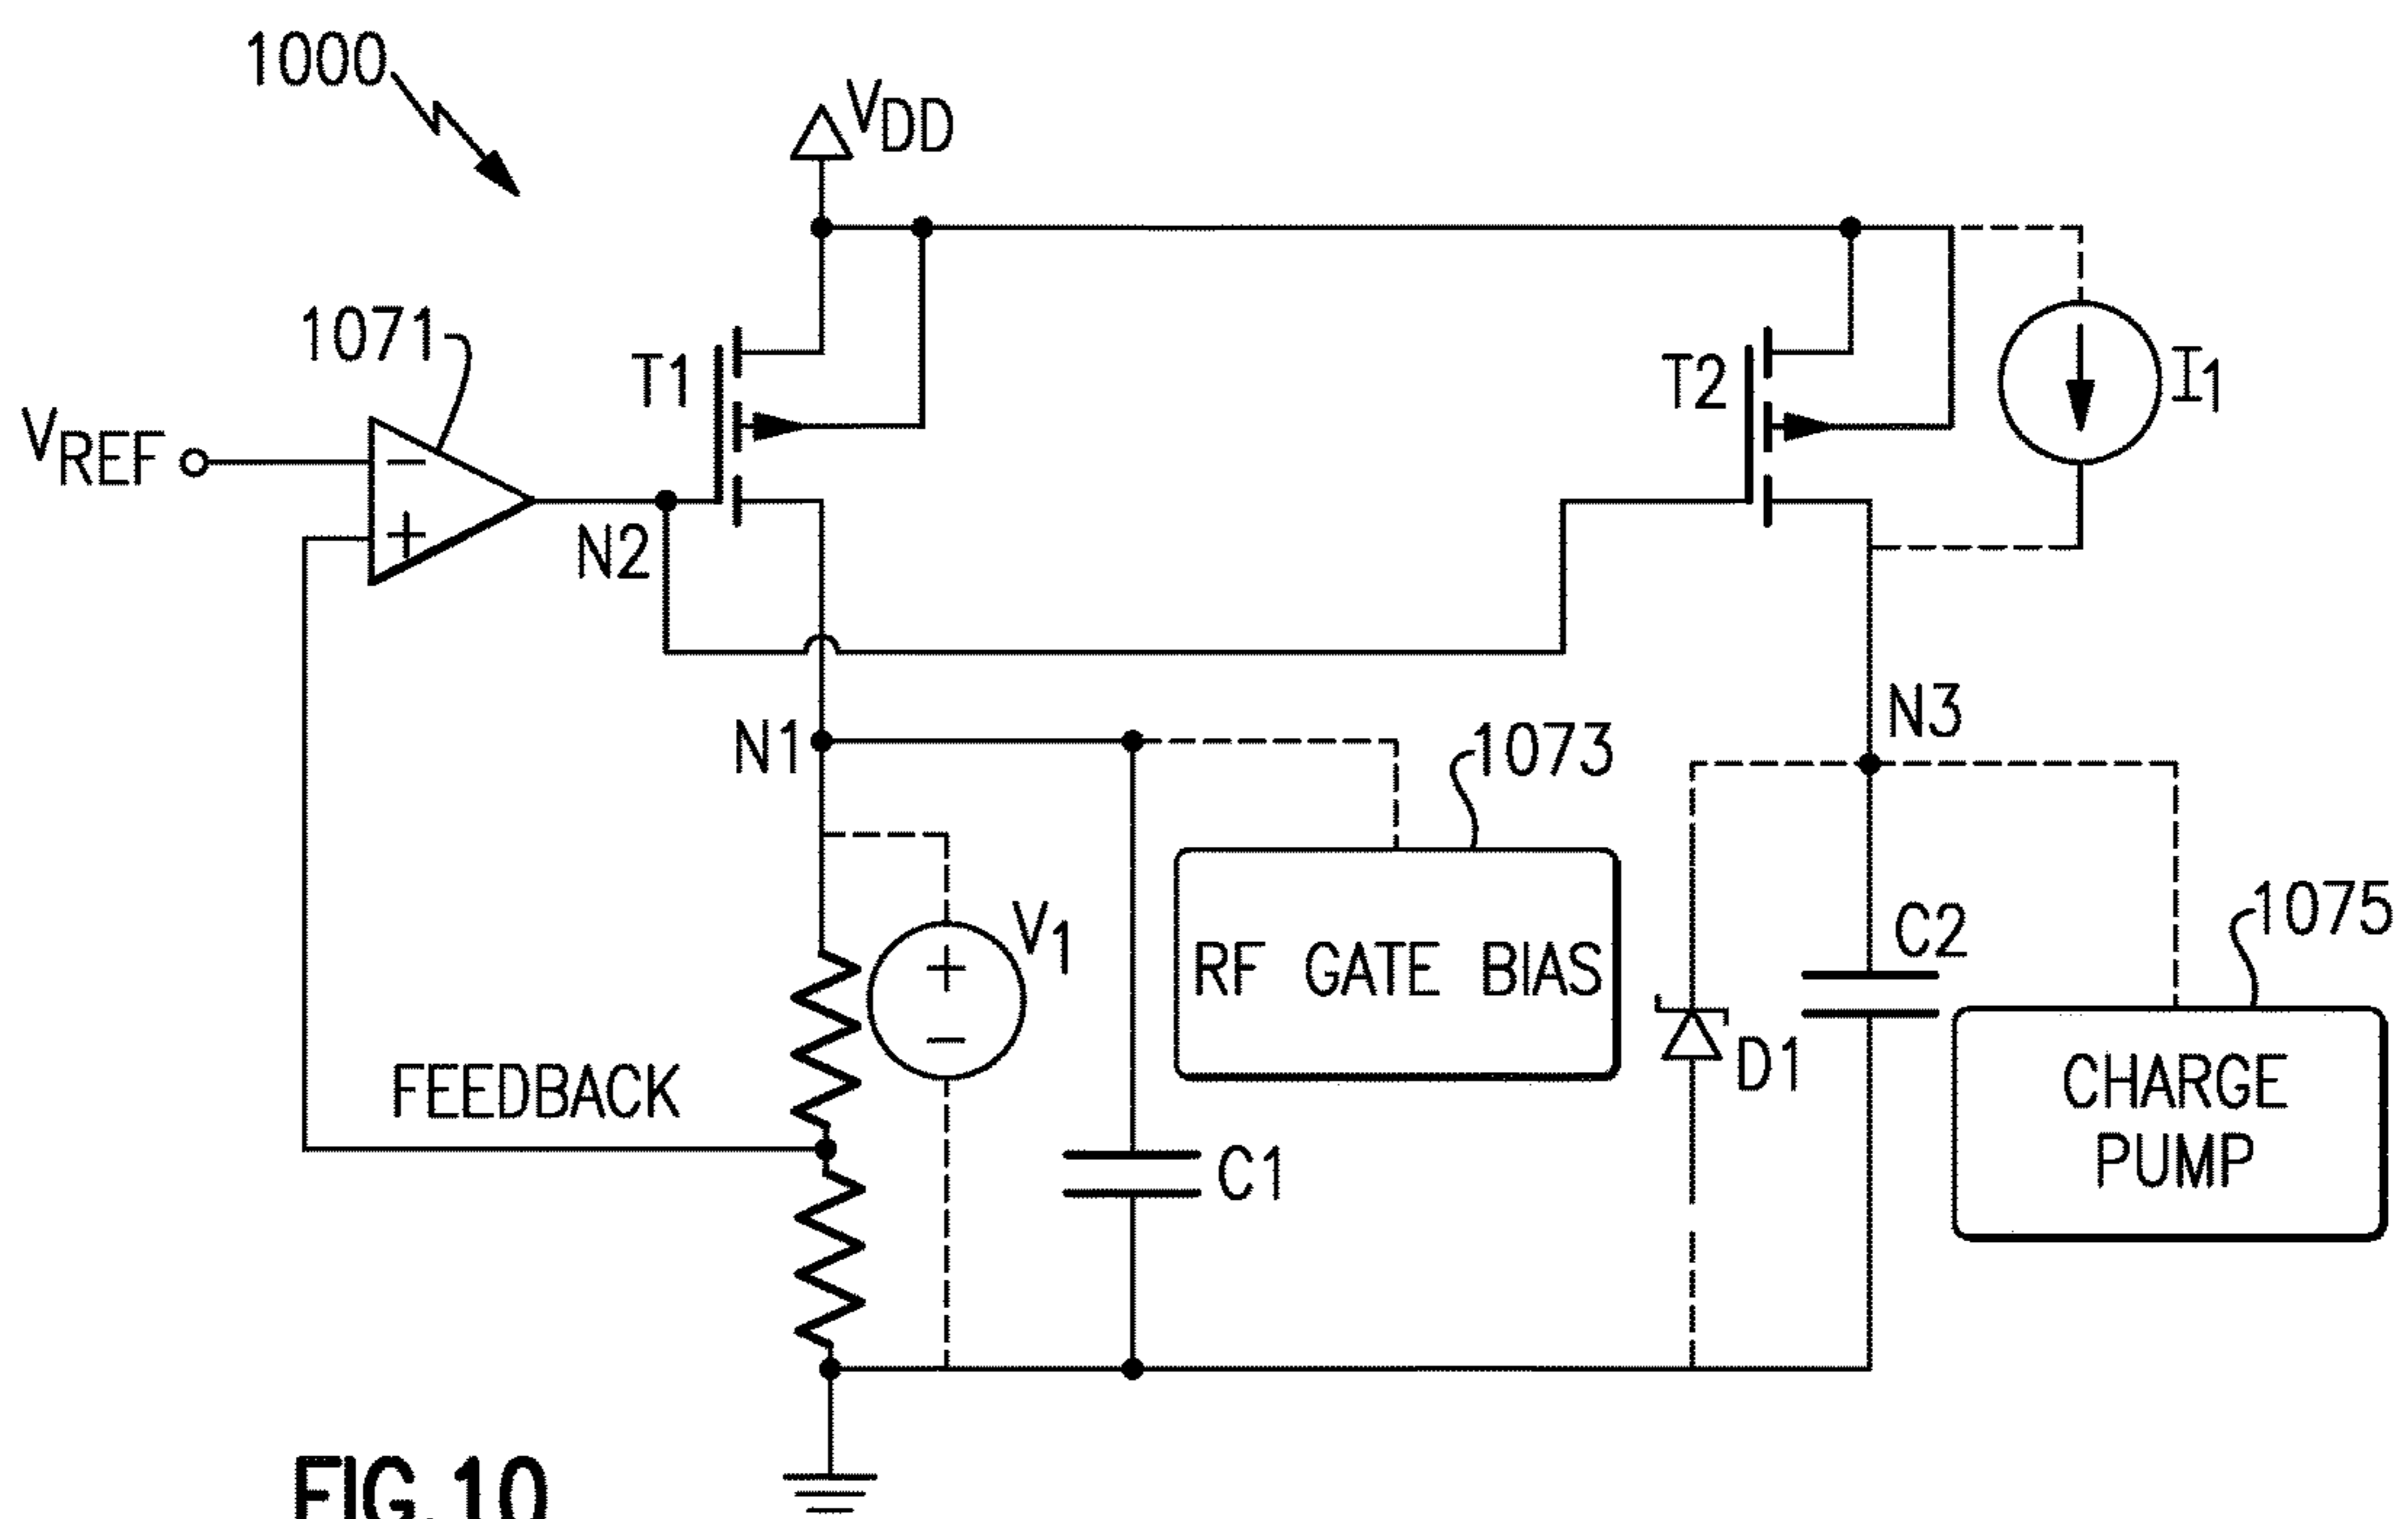 1000
VDD
1071
T1
T2
I1
VREF
−
+
N2
N3
N1
1073
V1
+
−
RF GATE BIAS
C2
1075
D1
CHARGE
PUMP
FEEDBACK
C1
FIG.10